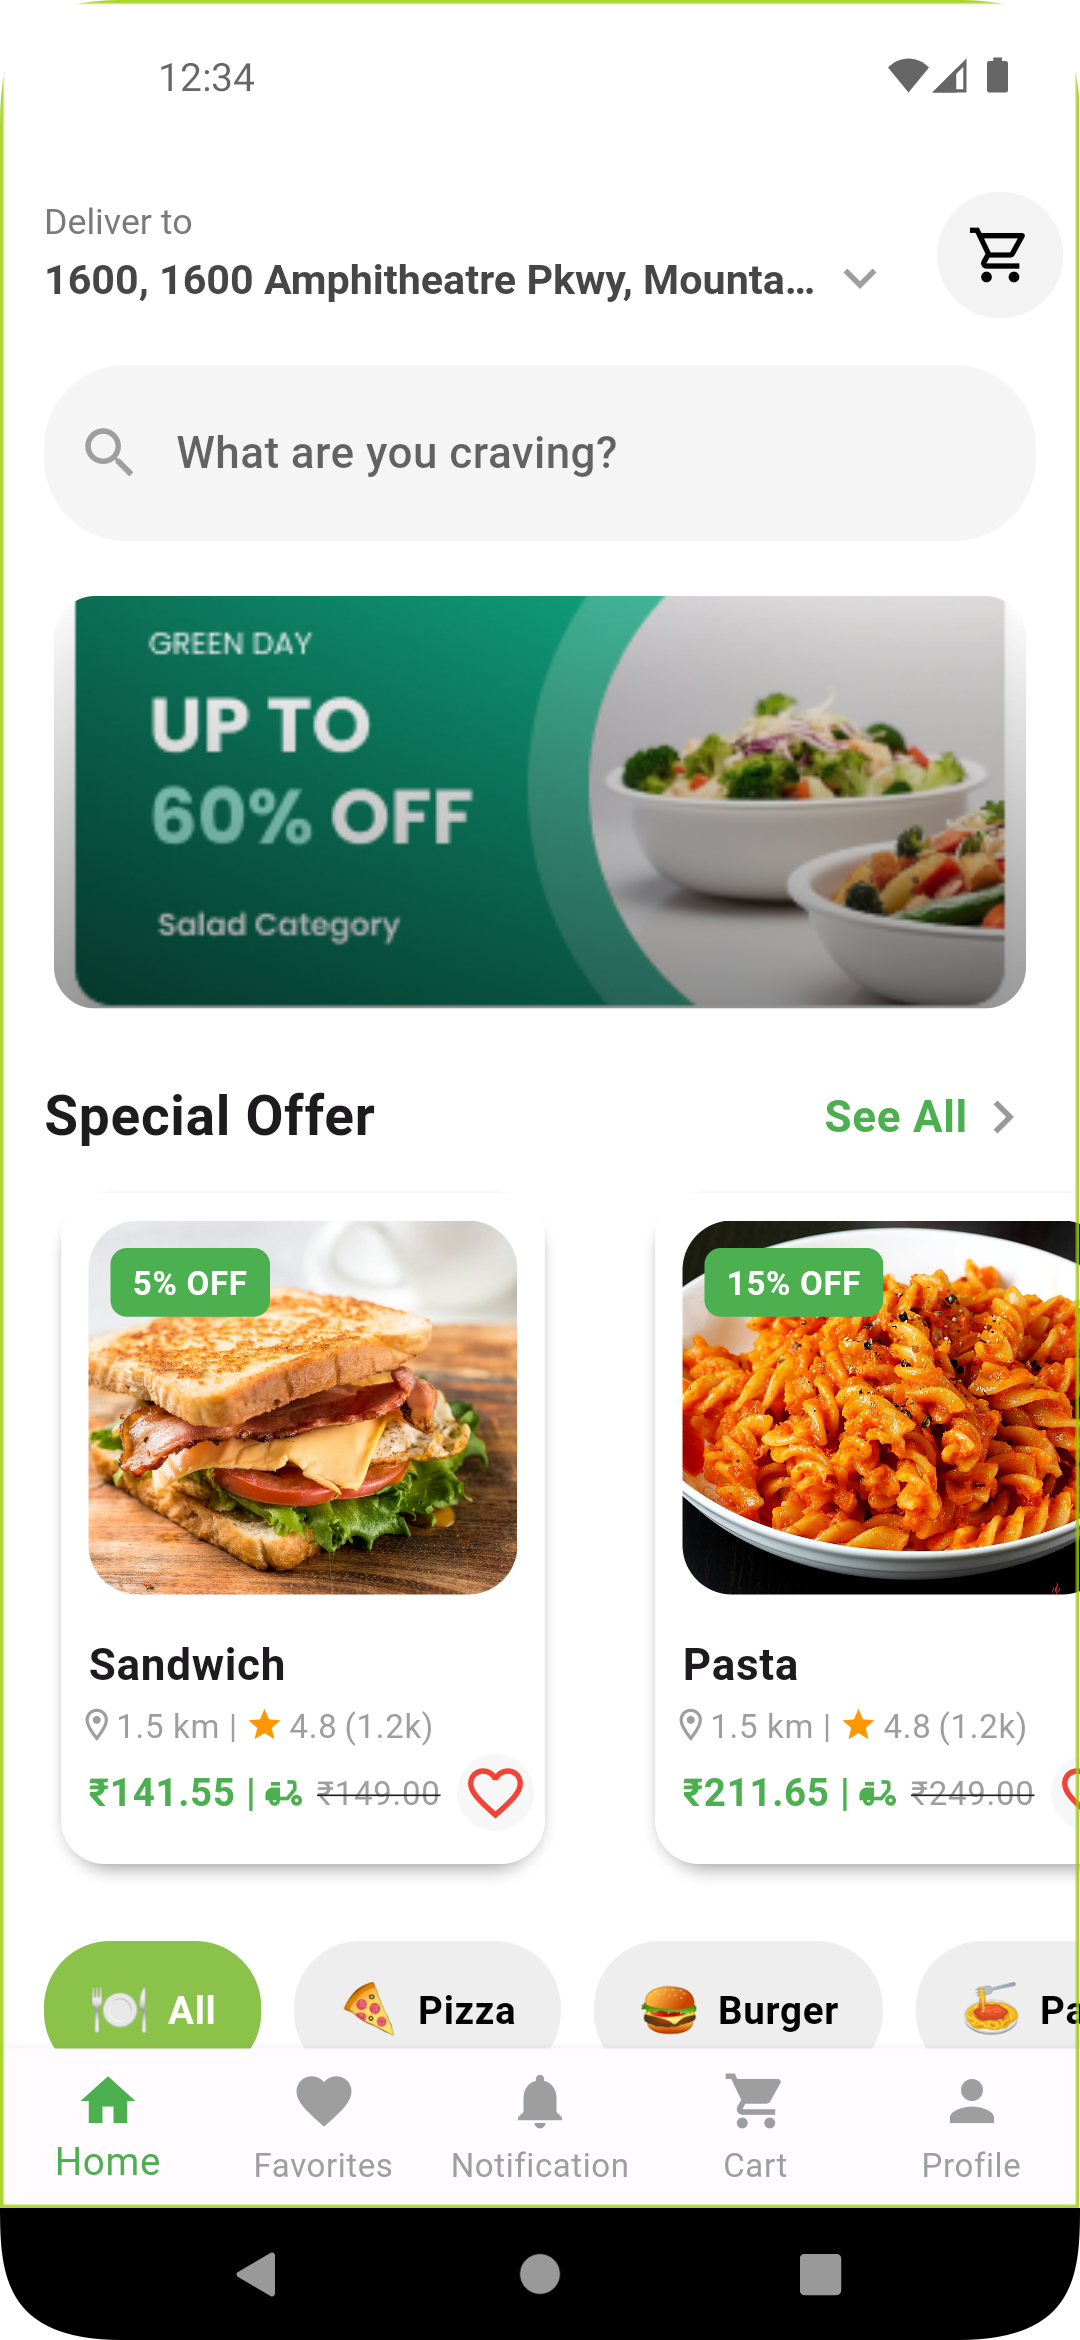 12:34
Deliver to
1600, 1600 Amphitheatre Pkwy, Mounta...
What are you craving?
GREEN DAY
UP TO
60% OFF
Salad Category
Special Offer
See All
5% OFF
15% OFF
Sandwich
Pasta
1.5 km | 4.8 (1.2k)
1.5 km | 4.8 (1.2k)
₹141.55 | ₹149.00
₹211.65 | ₹249.00
All
Pizza
Burger
Pa
Home
Favorites
Notification
Cart
Profile